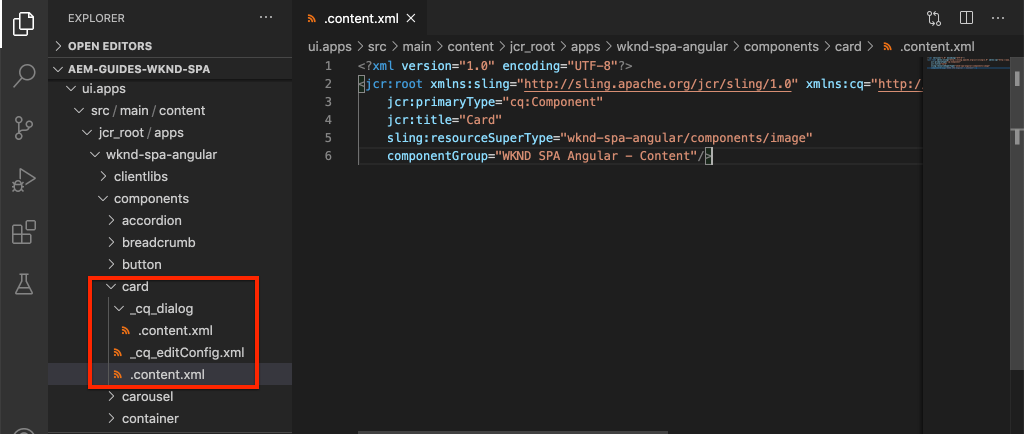 EXPLORER
OPEN EDITORS
AEM-GUIDES-WKND-SPA
ui.apps
src / main / content
jcr_root / apps
wknd-spa-angular
clientlibs
components
accordion
breadcrumb
button
card
_cq_dialog
.content.xml
_cq_editConfig.xml
.content.xml
carousel
container
.content.xml
ui.apps > src > main > content > jcr_root > apps > wknd-spa-angular > components > card > .content.xml
1 <?xml version="1.0" encoding="UTF-8"?>
2 <jcr:root xmlns:sling="http://sling.apache.org/jcr/sling/1.0" xmlns:cq="http:/
3 jcr:primaryType="cq:Component"
4 jcr:title="Card"
5 sling:resourceSuperType="wknd-spa-angular/components/image"
6 componentGroup="WKND SPA Angular - Content"/>